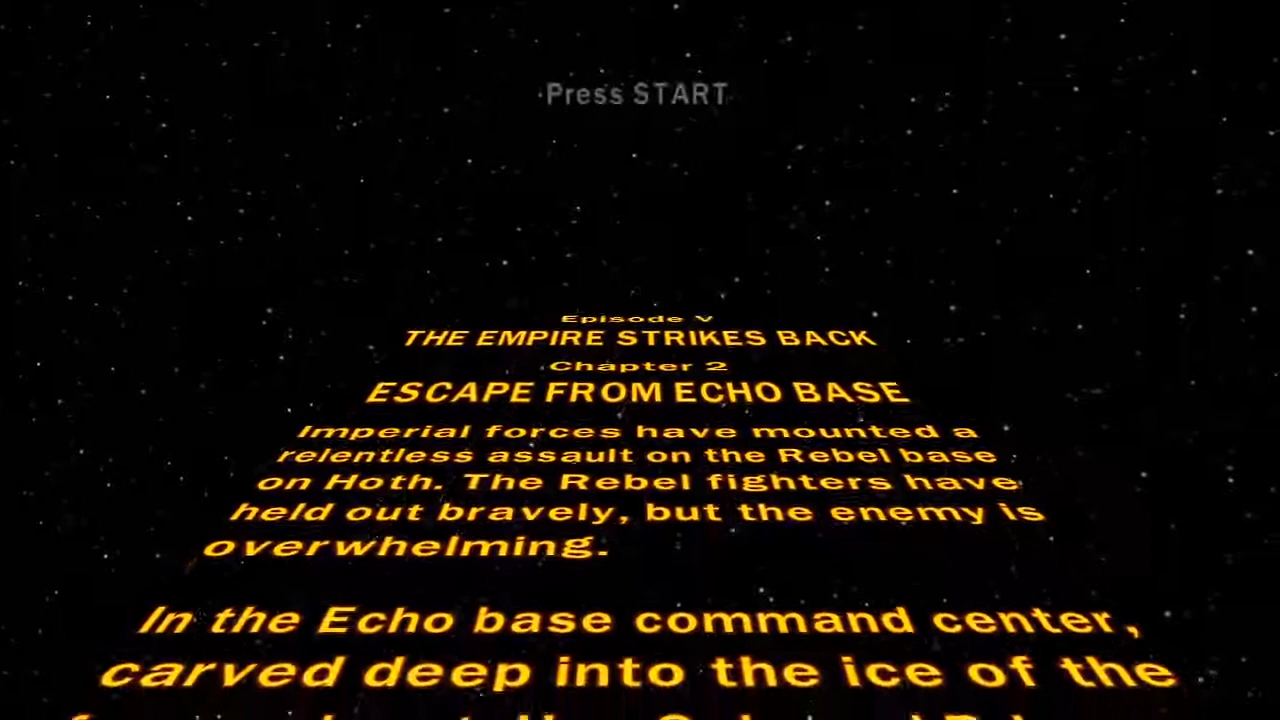 Press START
Episode V
THE EMPIRE STRIKES BACK
Chapter 2
ESCAPE FROM ECHO BASE
Imperial forces have mounted a
relentless assault on the Rebel base
on Hoth. The Rebel fighters have
held out bravely, but the enemy is
overwhelming.
In the Echo base command center,
carved deep into the ice of the